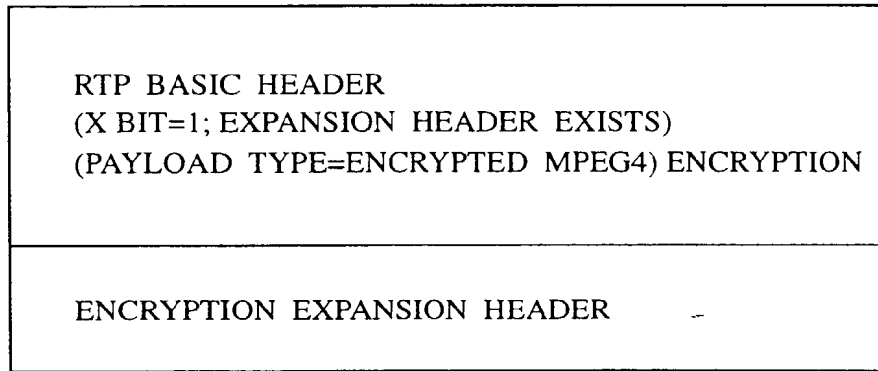 RTP BASIC HEADER
(X BIT=1; EXPANSION HEADER EXISTS)
(PAYLOAD TYPE=ENCRYPTED MPEG4) ENCRYPTION
ENCRYPTION EXPANSION HEADER